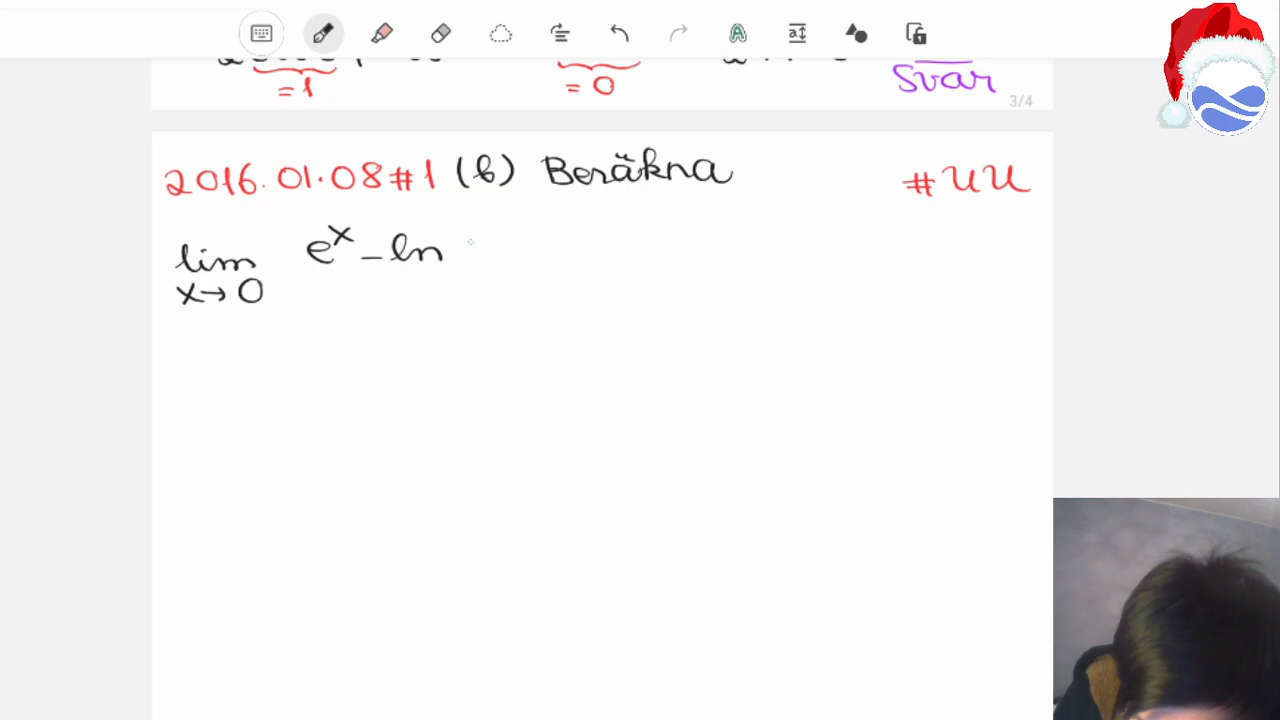 =1 =0 Svar
3/4
2016.01.08#1 (b) Beräkna #UU
lim e^x - ln
x→0